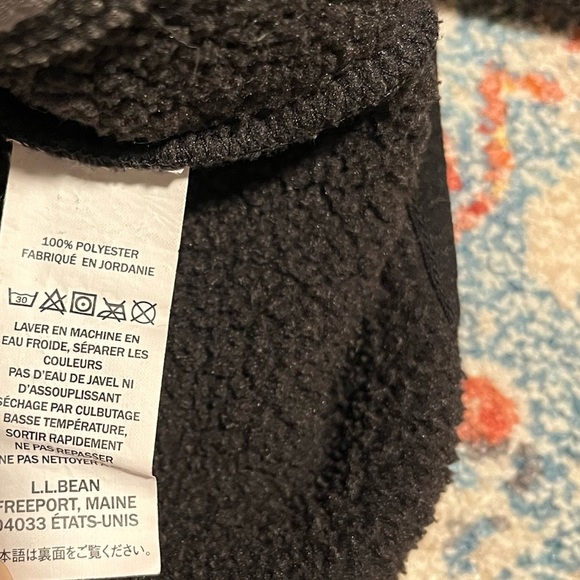 100% POLYESTER
FABRIQUÉ EN JORDANIE
30
LAVER EN MACHINE EN
EAU FROIDE, SÉPARER LES
COULEURS
PAS D'EAU DE JAVEL NI
D'ASSOUPLISSANT
SÉCHAGE PAR CULBUTAGE
BASSE TEMPÉRATURE
SORTIR RAPIDEMENT
NE PAS REPASSER
NE PAS NETTOYER
L.L.BEAN
FREEPORT, MAINE
04033 ÉTATS-UNIS
本語は裏面をご覧ください。